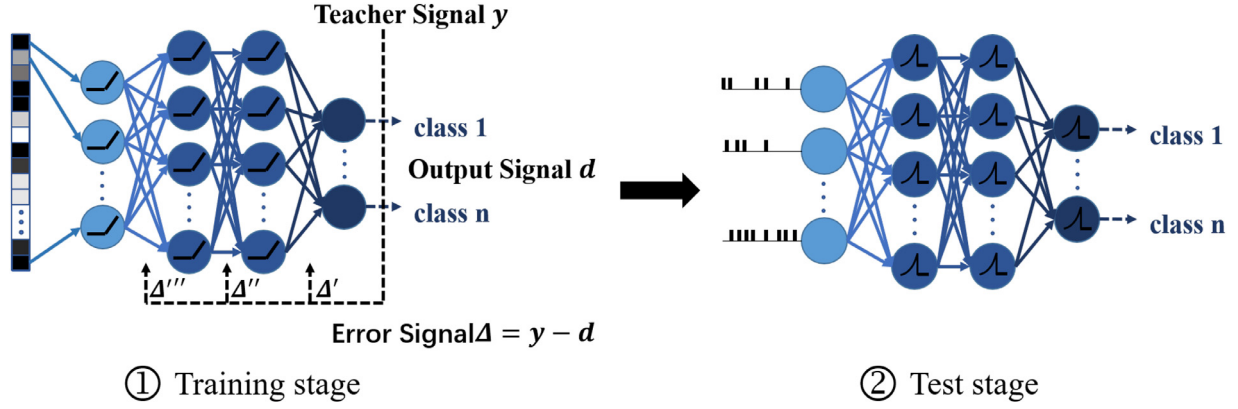 Teacher Signal y
class 1
Output Signal d
class n
Δ′′′
Δ′′
Δ′
Error SignalΔ = y − d
① Training stage
class 1
class n
② Test stage